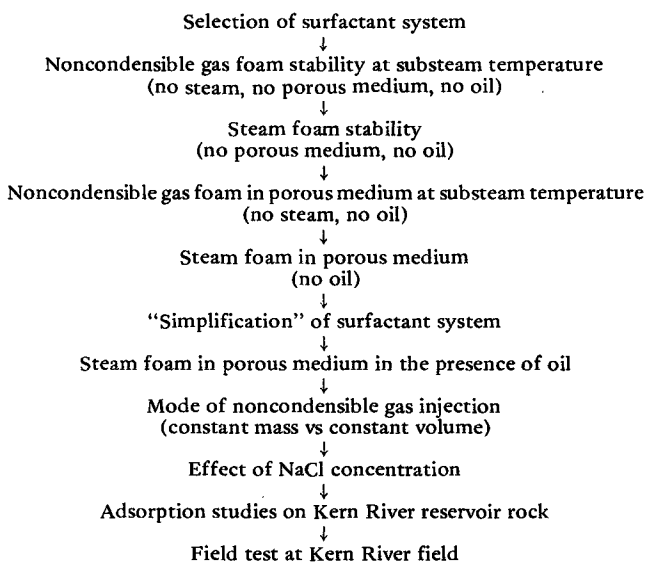 Selection of surfactant system
↓
Noncondensible gas foam stability at substeam temperature
(no steam, no porous medium, no oil)
↓
Steam foam stability
(no porous medium, no oil)
↓
Noncondensible gas foam in porous medium at substeam temperature
(no steam, no oil)
↓
Steam foam in porous medium
(no oil)
↓
“Simplification” of surfactant system
↓
Steam foam in porous medium in the presence of oil
↓
Mode of noncondensible gas injection
(constant mass vs constant volume)
↓
Effect of NaCl concentration
↓
Adsorption studies on Kern River reservoir rock
↓
Field test at Kern River field